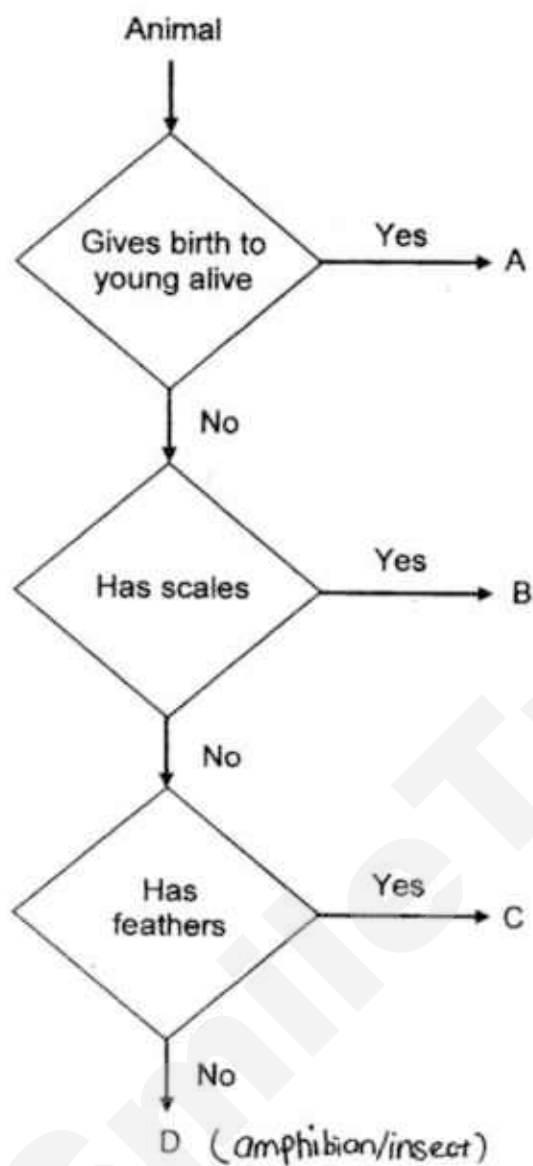 Animal
Gives birth to
young alive
Yes
A
No
Has scales
Yes
B
No
Has
feathers
Yes
C
No
D (amphibian/insect)